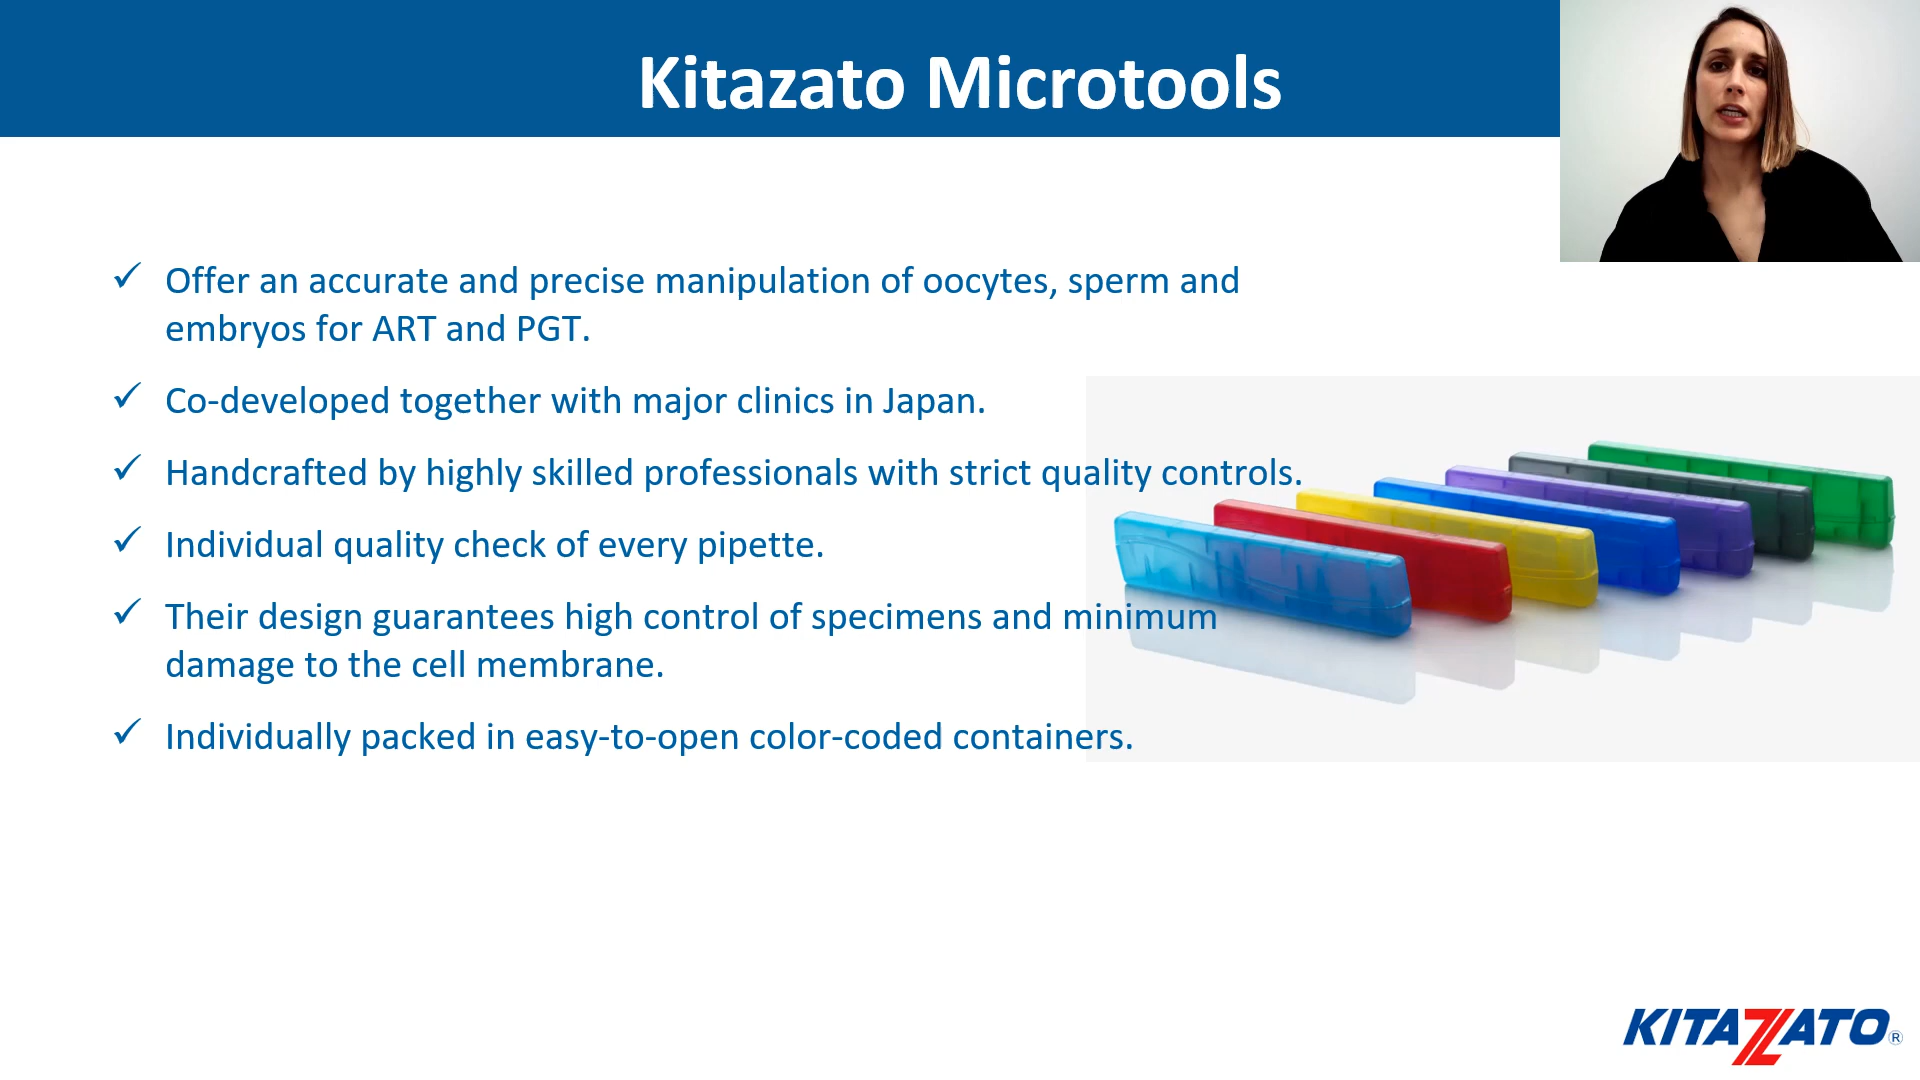 Kitazato Microtools
✓ Offer an accurate and precise manipulation of oocytes, sperm and
embryos for ART and PGT.
✓ Co-developed together with major clinics in Japan.
✓ Handcrafted by highly skilled professionals with strict quality controls.
✓ Individual quality check of every pipette.
✓ Their design guarantees high control of specimens and minimum
damage to the cell membrane.
✓ Individually packed in easy-to-open color-coded containers.
KITAZATO®